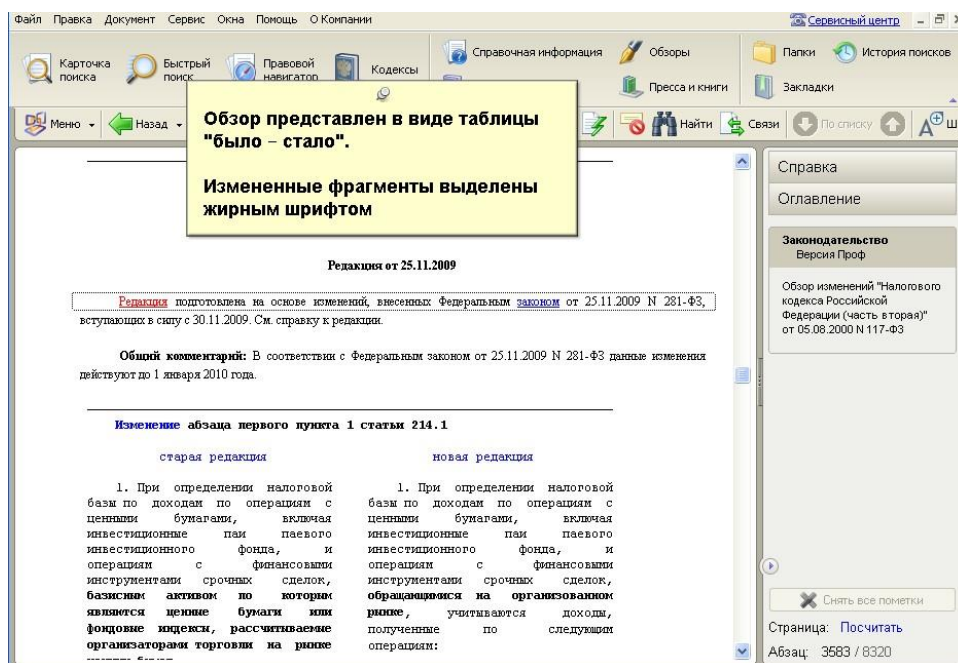 Файл Правка Документ Сервис Окна Помощь О Компании
Сервисный центр
Карточка поиска
Быстрый поиск
Правовой навигатор
Кодексы
Справочная информация
Обзоры
Пресса и книги
Папки
История поисков
Закладки
Меню
Назад
Найти
Связи
По списку
Обзор представлен в виде таблицы
"было – стало".
Измененные фрагменты выделены
жирным шрифтом
Редакция от 25.11.2009
Редакция подготовлена на основе изменений, внесенных Федеральным законом от 25.11.2009 N 281-ФЗ,
вступающих в силу с 30.11.2009. См. справку к редакции.
Общий комментарий: В соответствии с Федеральным законом от 25.11.2009 N 281-ФЗ данные изменения
действуют до 1 января 2010 года.
Изменение абзаца первого пункта 1 статьи 214.1
старая редакция
1. При определении налоговой
базы по доходам по операциям с
ценными бумагами, включая
инвестиционные паи паевого
инвестиционного фонда, и
операциям с финансовыми
инструментами срочных сделок,
базисным активом по которым
являются ценные бумаги или
фондовые индексы, рассчитываемые
организаторами торговли на рынке
новая редакция
1. При определении налоговой
базы по доходам по операциям с
ценными бумагами, включая
инвестиционные паи паевого
инвестиционного фонда, и
операциям с финансовыми
инструментами срочных сделок,
обращающимися на организованном
рынке, учитываются доходы,
полученные по следующим
операциям:
Справка
Оглавление
Законодательство
Версия Проф
Обзор изменений "Налогового
кодекса Российской
Федерации (часть вторая)"
от 05.08.2000 N 117-ФЗ
Снять все пометки
Страница: Посчитать
Абзац: 3583 / 8320